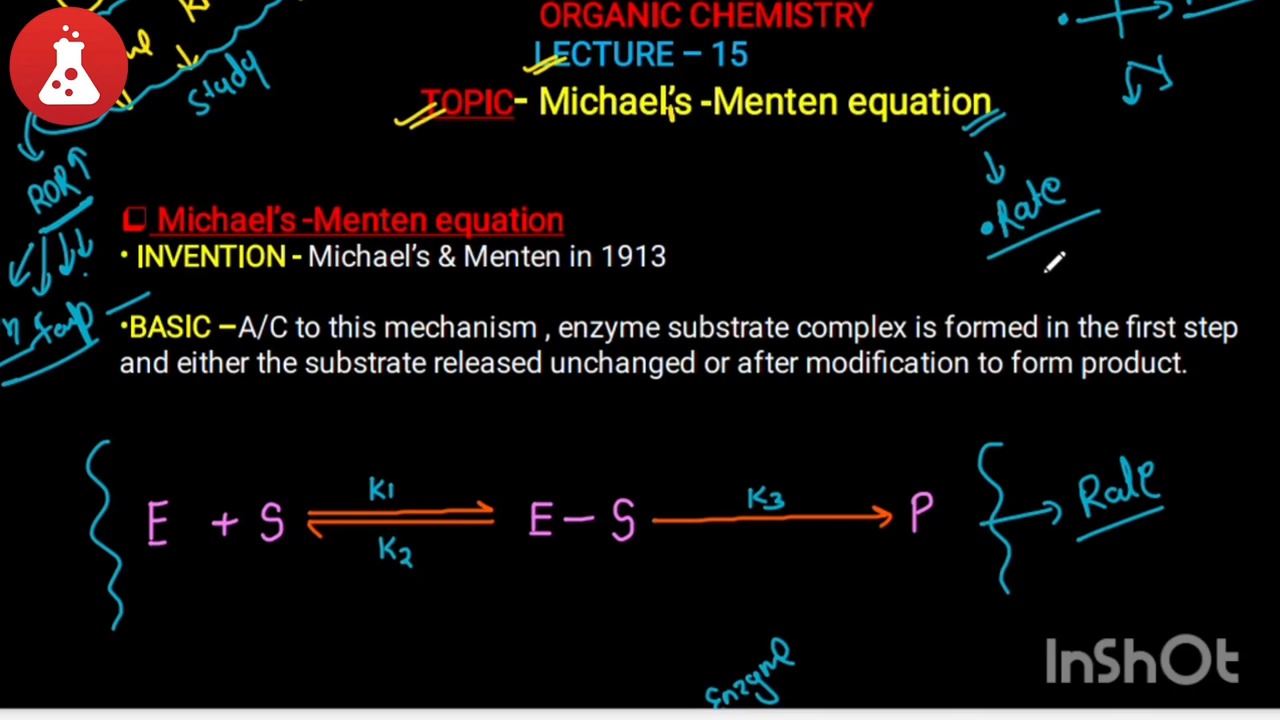 ORGANIC CHEMISTRY
LECTURE – 15
TOPIC- Michael's -Menten equation
Study
ROR↑
Rate
Michael's -Menten equation
• INVENTION - Michael's & Menten in 1913
•BASIC –A/C to this mechanism , enzyme substrate complex is formed in the first step
and either the substrate released unchanged or after modification to form product.
E + S K1 K2 E – S K3 P → Rate
Enzyme
InShOt